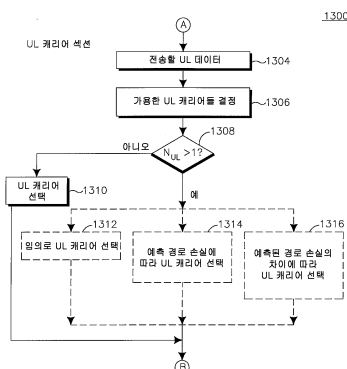 1300
A
UL 캐리어 섹션
전송할 UL 데이터
1304
가용한 UL 캐리어들 결정
1306
1308
N_UL >1?
아니오
예
UL 캐리어
선택
1310
1312
임의로 UL 캐리어 선택
1314
예측 경로 손실에
따라 UL 캐리어 선택
1316
예측된 경로 손실의
차이에 따라
UL 캐리어 선택
B